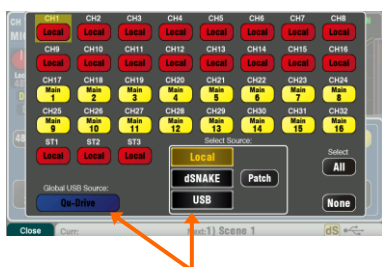 CH1 CH2 CH3 CH4 CH5 CH6 CH7 CH8
Local Local Local Local Local Local Local Local
CH9 CH10 CH11 CH12 CH13 CH14 CH15 CH16
Local Local Local Local Local Local Local Local
CH17 CH18 CH19 CH20 CH21 CH22 CH23 CH24
Main Main Main Main Main Main Main Main
1 2 3 4 5 6 7 8
CH25 CH26 CH27 CH28 CH29 CH30 CH31 CH32
Main Main Main Main Main Main Main Main
9 10 11 12 13 14 15 16
ST1 ST2 ST3 Select Source:
Local Local Local Local Select
All
dSNAKE Patch
Global USB Source:
Qu-Drive USB None
Close Curr: Next:1) Scene 1 dS